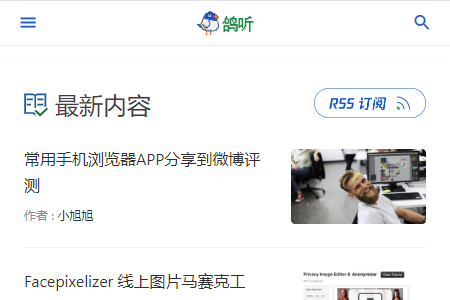 鸽听
最新内容
RSS 订阅
常用手机浏览器APP分享到微博评
测
作者 : 小旭旭
Facepixelizer 线上图片马赛克工
Privacy Image Editor & Anonymizer